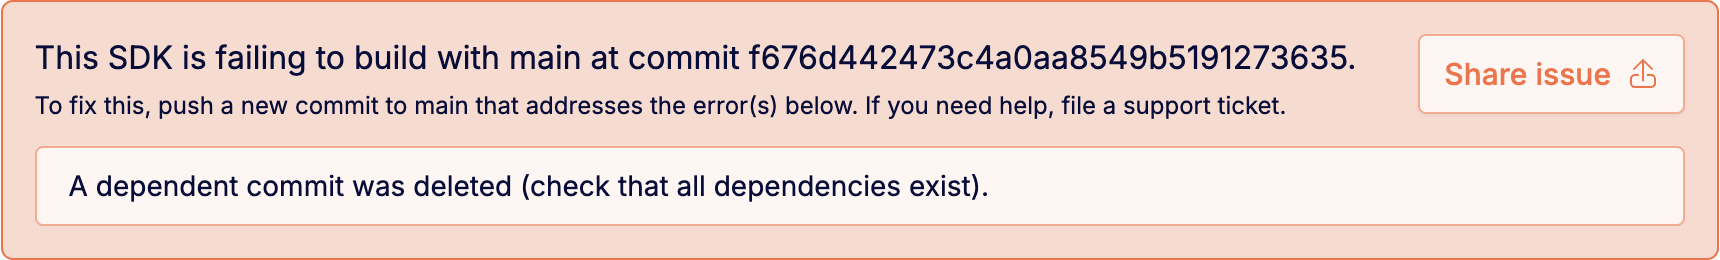 This SDK is failing to build with main at commit f676d442473c4a0aa8549b5191273635.
Share issue
To fix this, push a new commit to main that addresses the error(s) below. If you need help, file a support ticket.
A dependent commit was deleted (check that all dependencies exist).